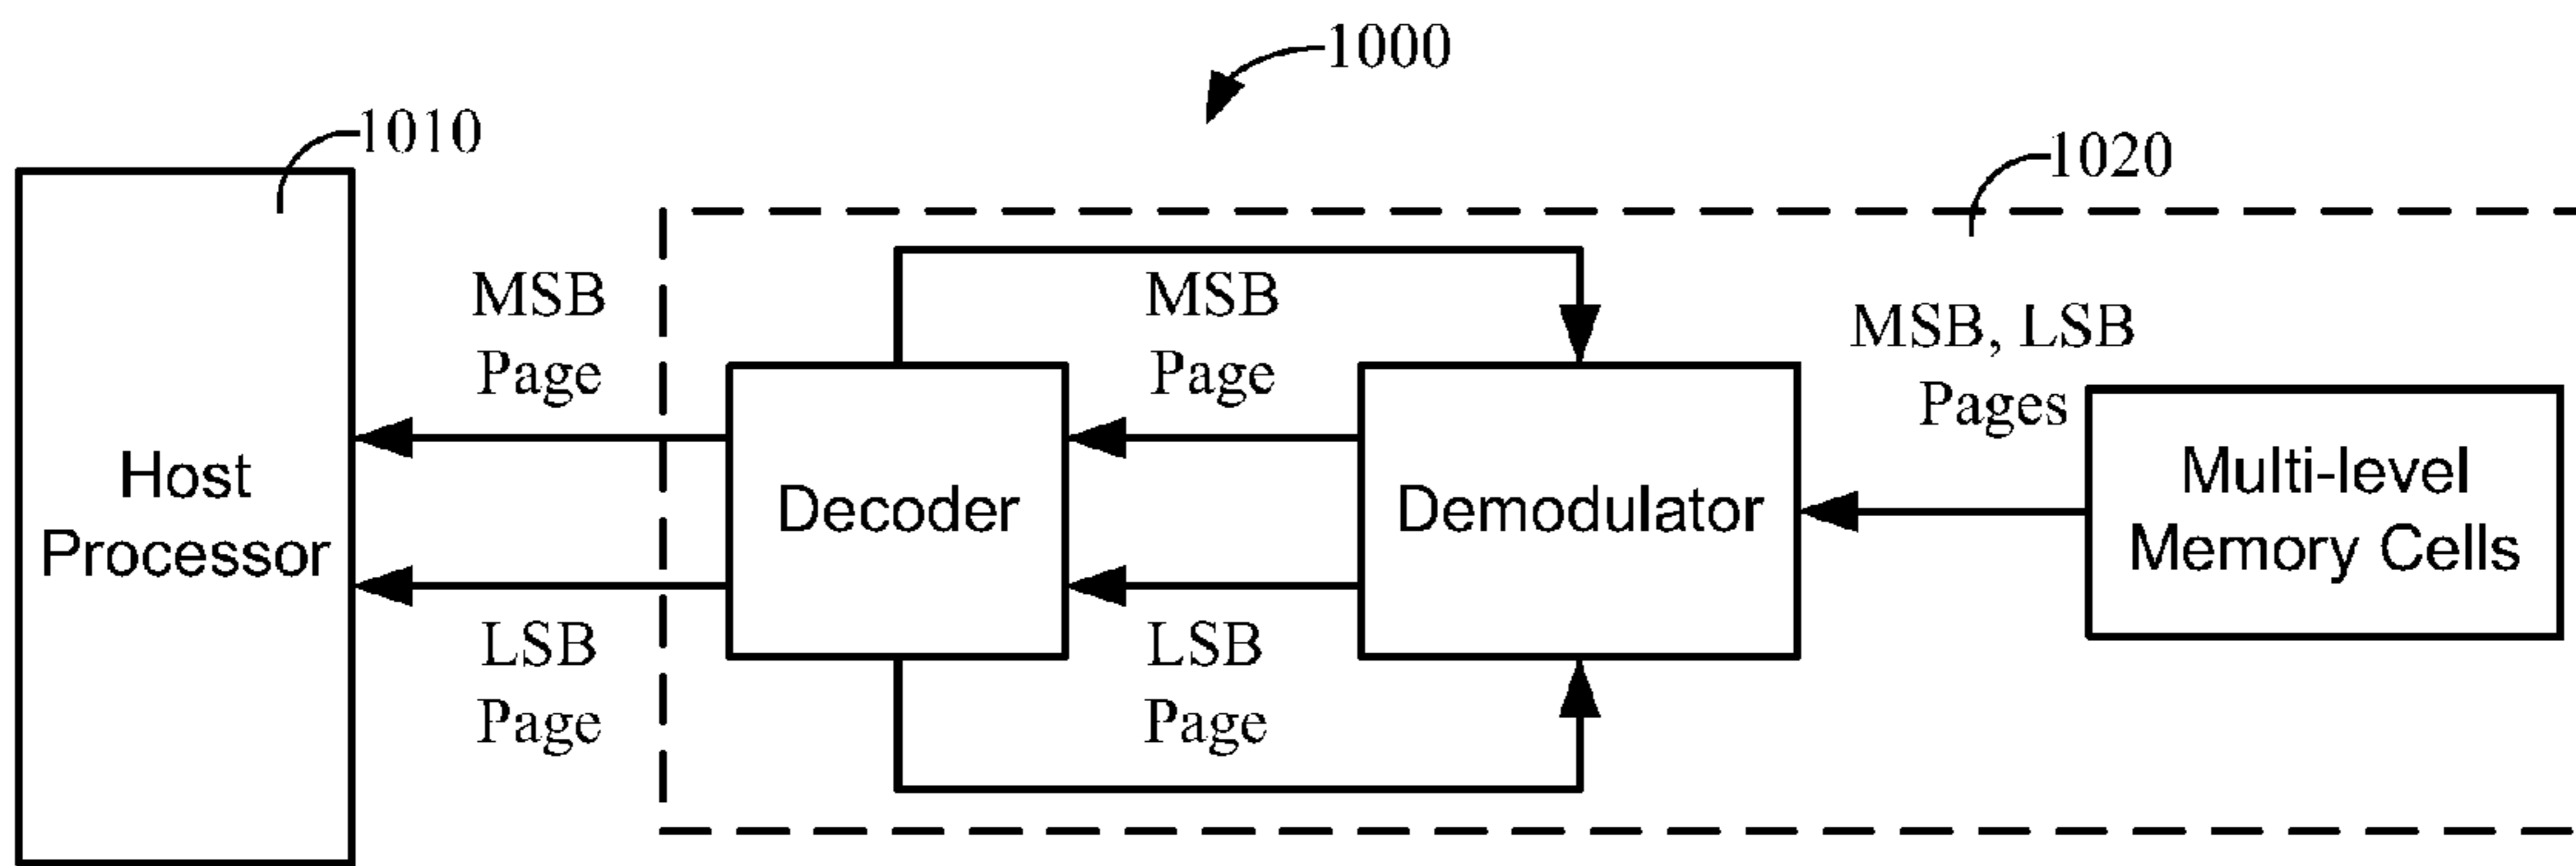 1000
1010
1020
MSB
Page
MSB
Page
MSB, LSB
Pages
Host
Processor
Decoder
Demodulator
Multi-level
Memory Cells
LSB
Page
LSB
Page